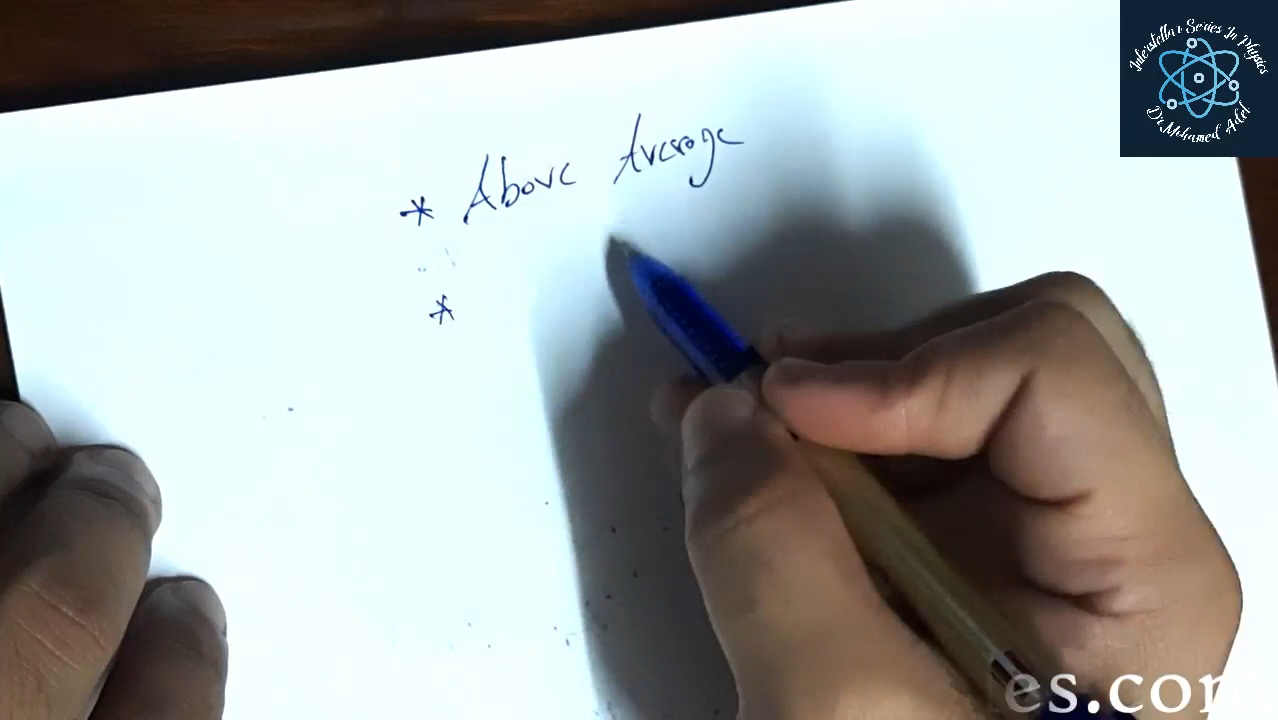 Interstellar Series In Physics
Dr.Mohamed Adel
* Above Average
*
es.com